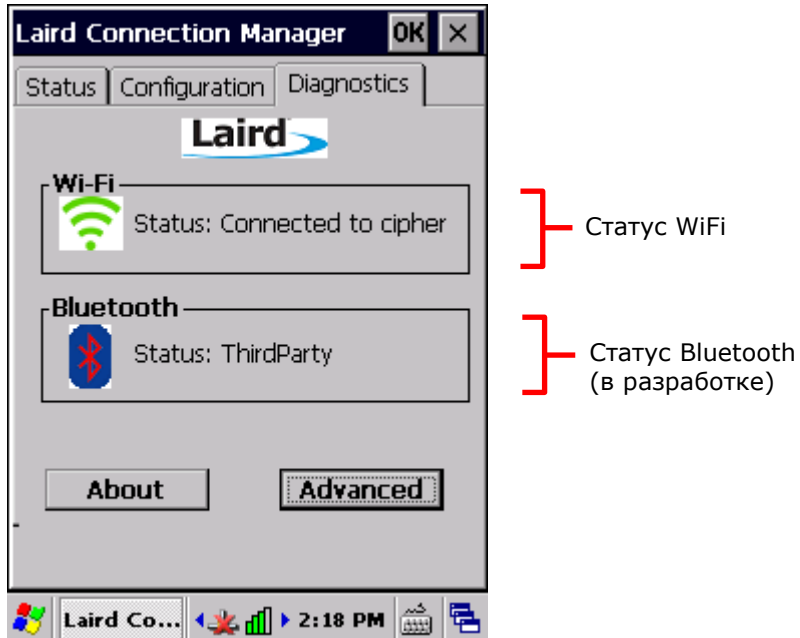 Laird Connection Manager OK ×
Status Configuration Diagnostics
Laird
Wi-Fi
Status: Connected to cipher
Статус WiFi
Bluetooth
Status: ThirdParty
Статус Bluetooth
(в разработке)
About Advanced
Laird Co... 2:18 PM